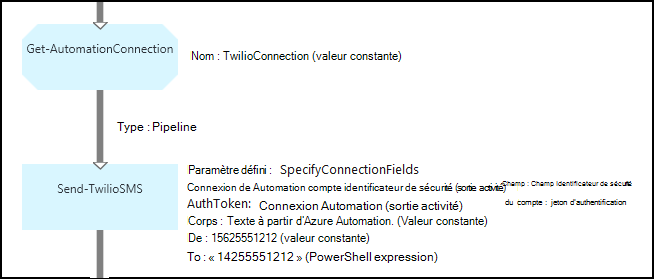 Get-AutomationConnection
Nom : TwilioConnection (valeur constante)
Type : Pipeline
Send-TwilioSMS
Paramètre défini : SpecifyConnectionFields
Connexion de Automation compte identificateur de sécurité (sortie activité) Champ : Champ Identificateur de sécurité
AuthToken: Connexion Automation (sortie activité) du compte : jeton d'authentification
Corps : Texte à partir d'Azure Automation. (Valeur constante)
De : 15625551212 (valeur constante)
To : « 14255551212 » (PowerShell expression)